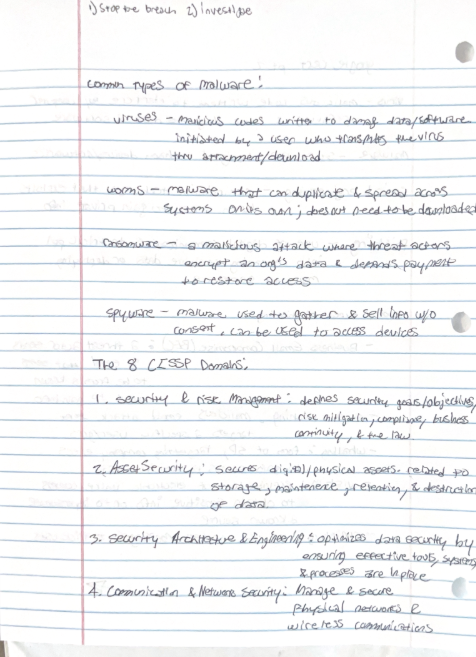 1) Stop the breach 2) investigate
Common Types of Malware:
viruses - malicious codes written to damage data/software
initiated by a user who transmits the virus
thru attachment/download
worms - malware that can duplicate & spread across
systems on its own; does not need to be downloaded
ransomware - a malicious attack where threat actors
encrypt an org's data & demands payment
to restore access
spyware - malware used to gather & sell info w/o
consent, can be used to access devices
The 8 CISSP Domains:
1. Security & risk Management: defines security goals/objectives,
risk mitigation, compliance, business
continuity, & the law
2. Asset Security: secures digital/physical assets. related to
storage, maintenence, retention, & destruction
of data
3. Security Architecture & Engineering: optimizes data security by
ensuring effective tools, systems
& processes are in place
4. Communication & Network Security: Manage & secure
physical networks &
wireless communications